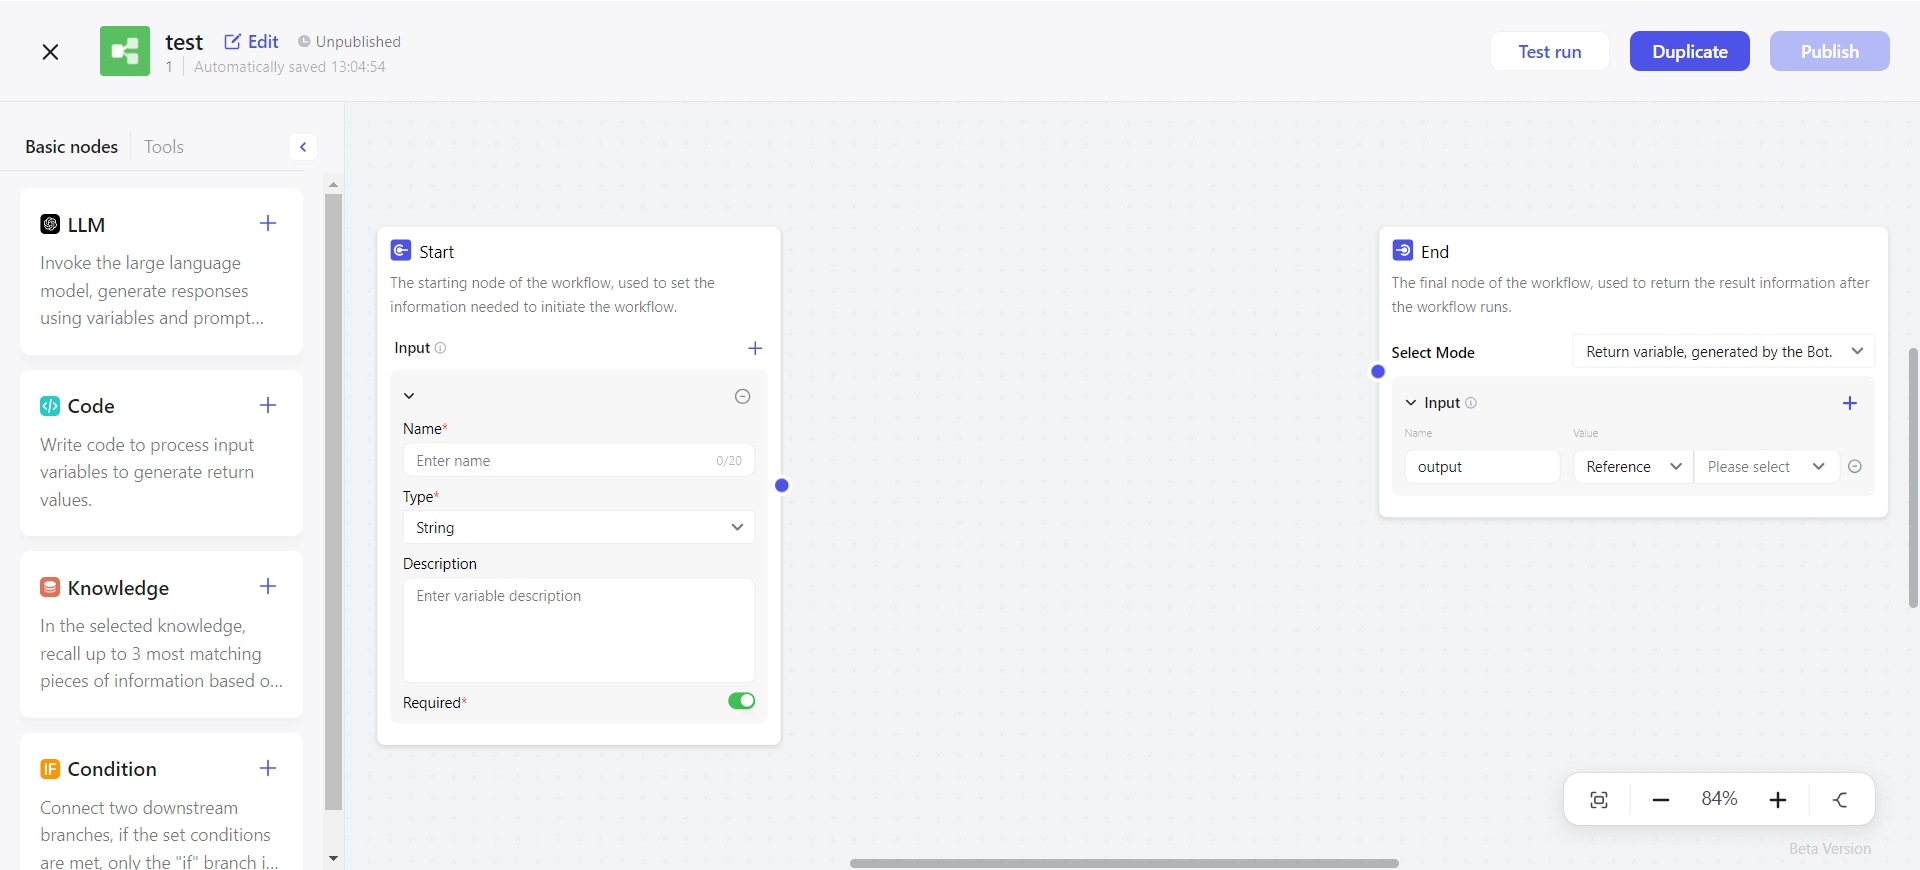 test Edit Unpublished
1 Automatically saved 13:04:54
Test run
Duplicate
Publish
Basic nodes Tools
LLM
Invoke the large language
model, generate responses
using variables and prompt...
Code
Write code to process input
variables to generate return
values.
Knowledge
In the selected knowledge,
recall up to 3 most matching
pieces of information based o...
IF Condition
Connect two downstream
branches, if the set conditions
are met, only the "if" branch i...
Start
The starting node of the workflow, used to set the
information needed to initiate the workflow.
Input
Name*
Enter name 0/20
Type*
String
Description
Enter variable description
Required*
End
The final node of the workflow, used to return the result information after
the workflow runs.
Select Mode Return variable, generated by the Bot.
Input
Name Value
output Reference Please select
84%
Beta Version